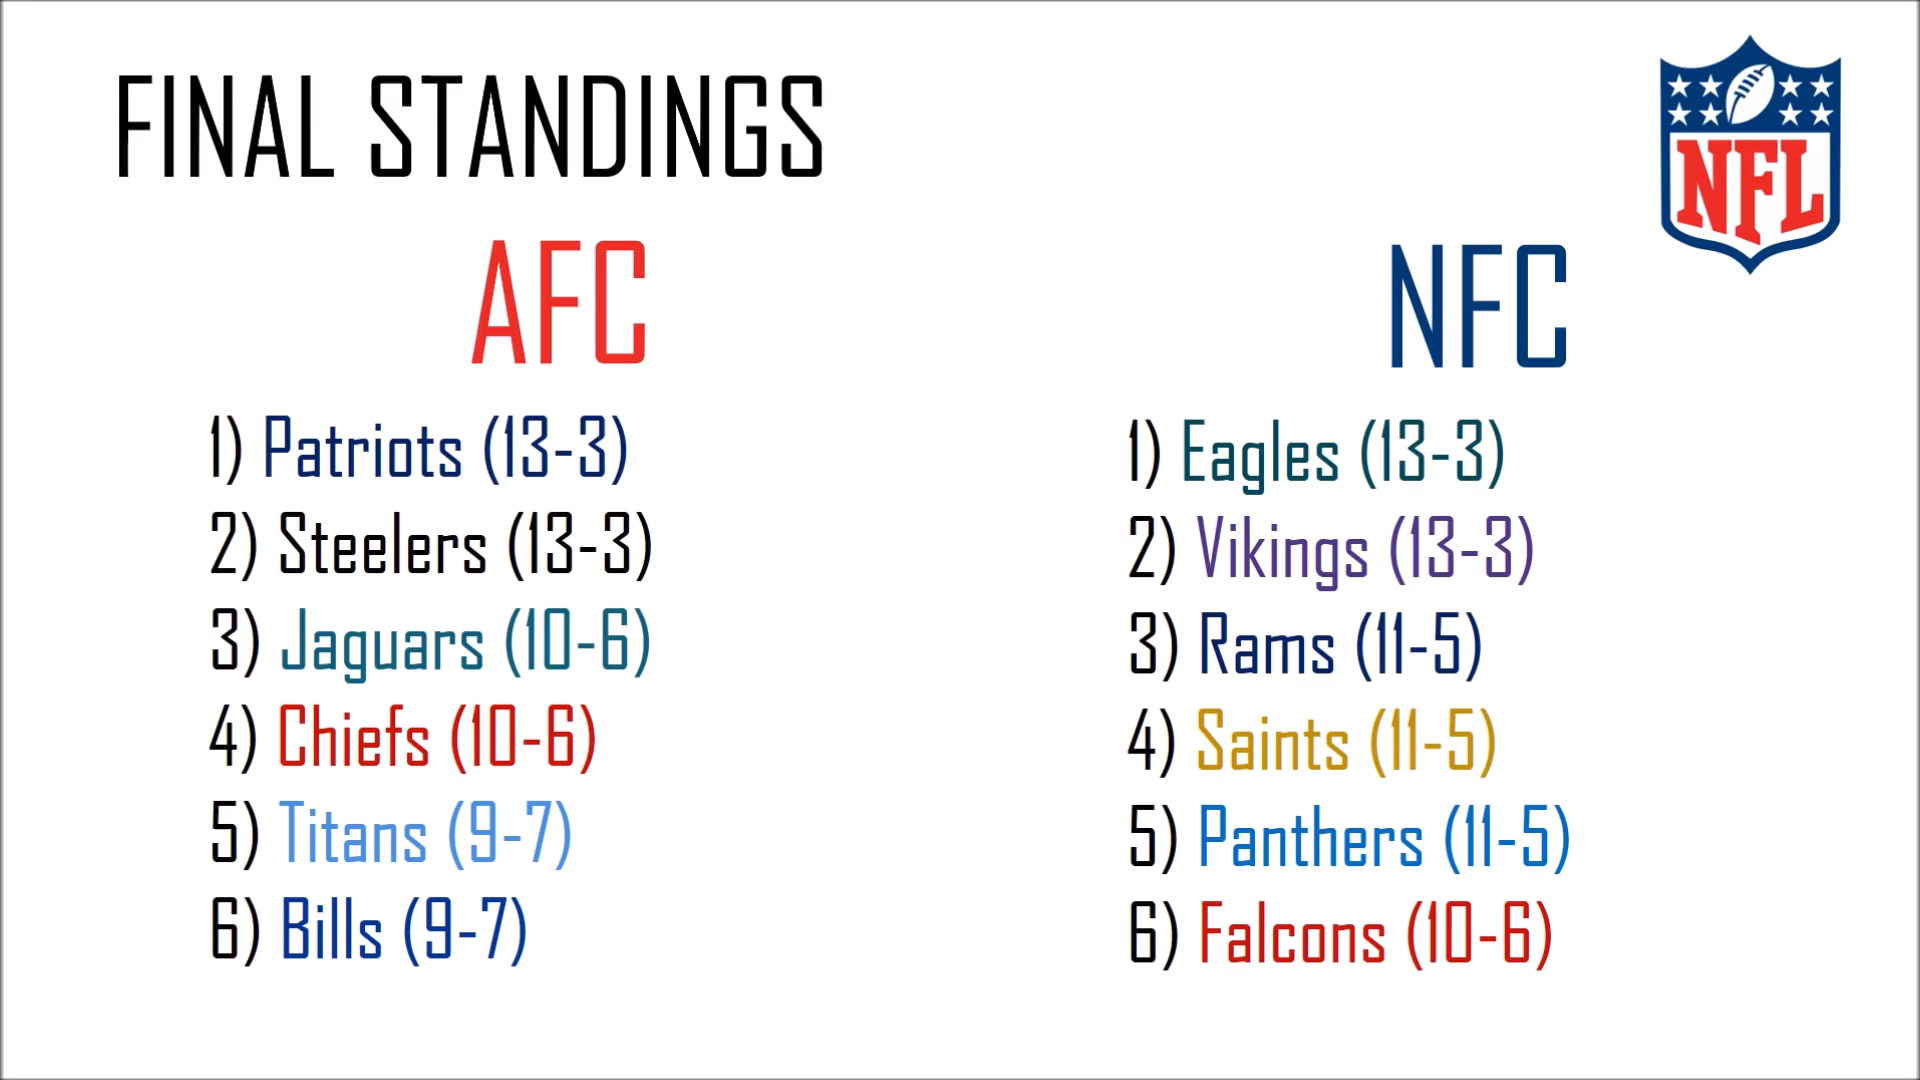 FINAL STANDINGS
NFL
AFC
1) Patriots (13-3)
2) Steelers (13-3)
3) Jaguars (10-6)
4) Chiefs (10-6)
5) Titans (9-7)
6) Bills (9-7)
NFC
1) Eagles (13-3)
2) Vikings (13-3)
3) Rams (11-5)
4) Saints (11-5)
5) Panthers (11-5)
6) Falcons (10-6)